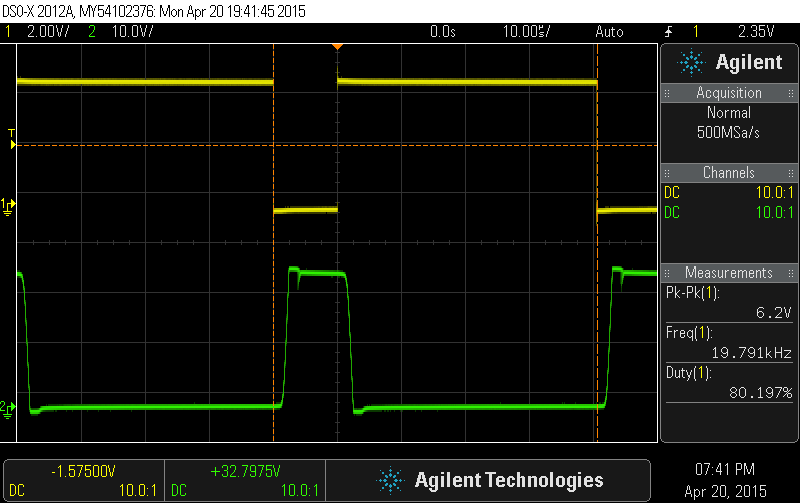 DSO-X 2012A, MY54102376: Mon Apr 20 19:41:45 2015
1 2.00V/ 2 10.0V/ 0.0s 10.00us/ Auto 1 2.35V
Agilent
Acquisition
Normal
500MSa/s
Channels
DC 10.0:1
DC 10.0:1
Measurements
Pk-Pk(1):
6.2V
Freq(1):
19.791kHz
Duty(1):
80.197%
T
1
2
-1.57500V
DC 10.0:1
+32.7975V
DC 10.0:1
Agilent Technologies
07:41 PM
Apr 20, 2015